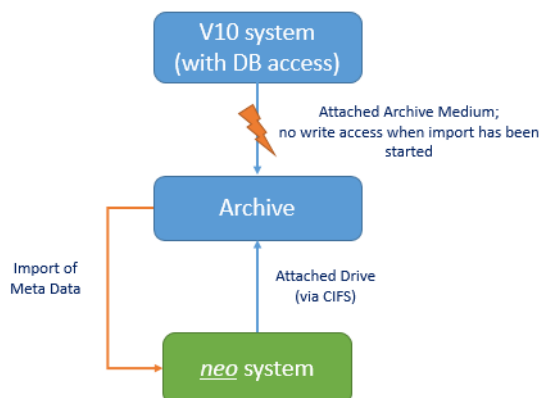 V10 system
(with DB access)
Attached Archive Medium;
no write access when import has been
started
Archive
Import of
Meta Data
Attached Drive
(via CIFS)
neo system